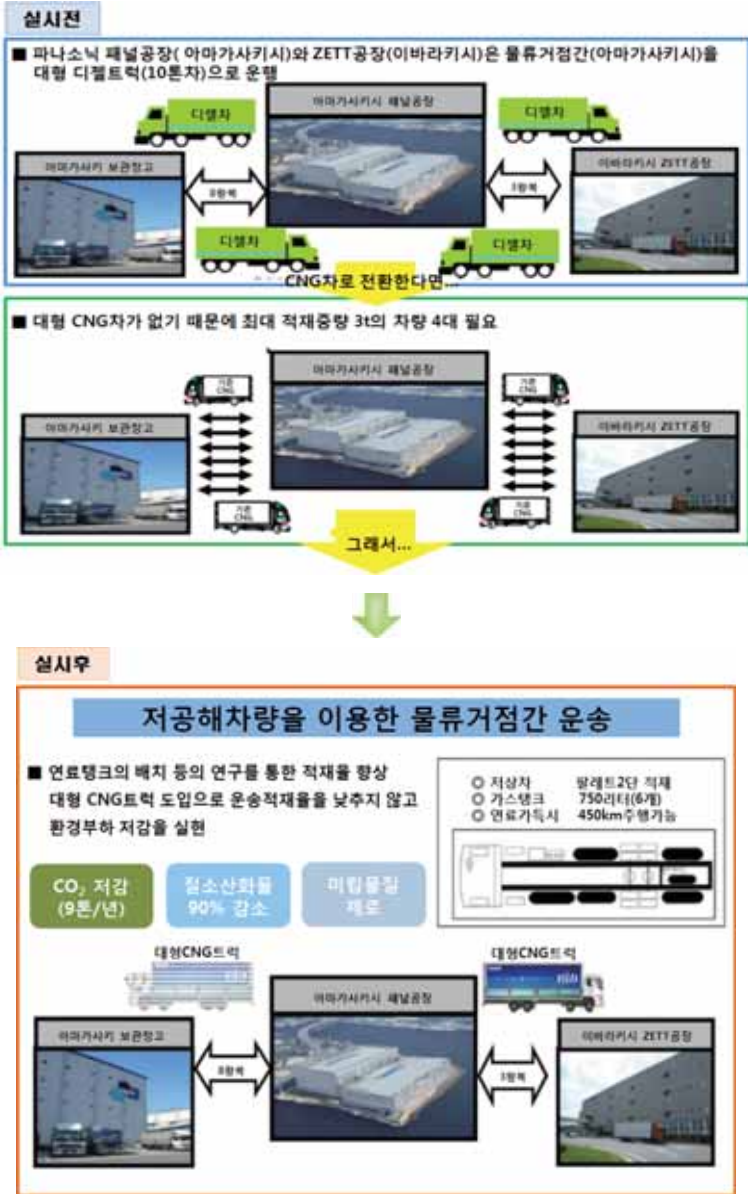 실시전
■ 파나소닉 패널공장( 아마가사키시)와 ZETT공장(이바라키시)은 물류거점간(아마가사키시)을
대형 디젤트럭(10톤차)으로 운행
아마가사키시 패널공장
디젤차
디젤차
아마가사키 보관창고
이바라키시 ZETT공장
디젤차
디젤차
CNG차로 전환한다면...
■ 대형 CNG차가 없기 때문에 최대 적재중량 3t의 차량 4대 필요
아마가사키시 패널공장
기존
CNG
기존
CNG
아마가사키 보관창고
이바라키시 ZETT공장
기존
CNG
기존
CNG
그래서...
실시후
저공해차량을 이용한 물류거점간 운송
■ 연료탱크의 배치 등의 연구를 통한 적재율 향상
대형 CNG트럭 도입으로 운송적재율을 낮추지 않고
환경부하 저감을 실현
◎ 저상차 팔레트2단 적재
◎ 가스탱크 750리터(6개)
◎ 연료가득시 450km주행가능
CO₂ 저감
(9톤/년)
질소산화물
90% 감소
미립물질
제로
대형CNG트럭
대형CNG트럭
아마가사키시 패널공장
아마가사키 보관창고
이바라키시 ZETT공장